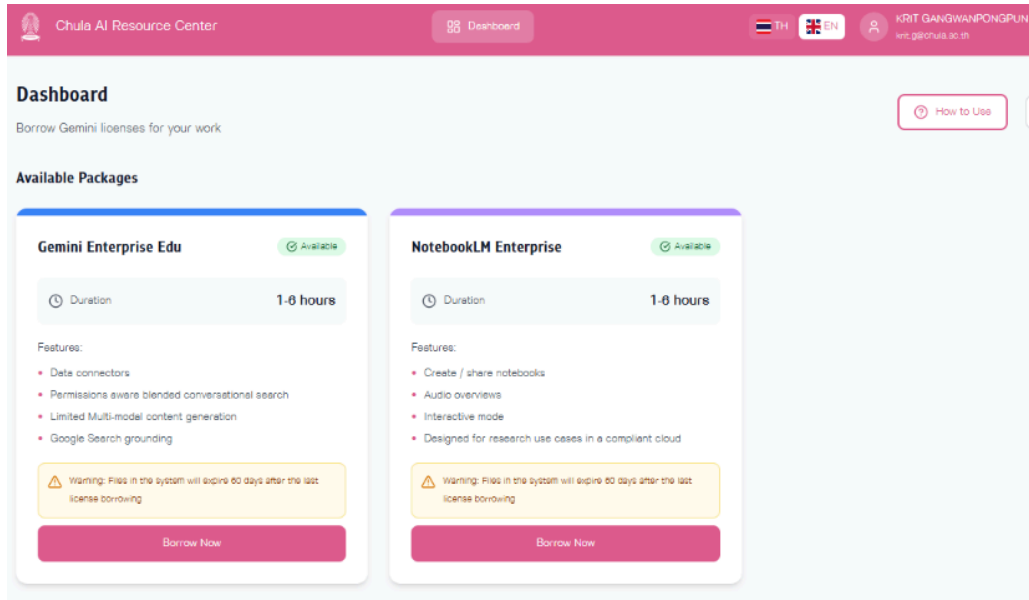 Chula AI Resource Center
Dashboard
TH
EN
KRIT GANGWANPONGPUN
krit.g@chula.ac.th
Dashboard
Borrow Gemini licenses for your work
How to Use
Available Packages
Gemini Enterprise Edu
Available
Duration
1-6 hours
Features:
Data connectors
Permissions aware blended conversational search
Limited Multi-modal content generation
Google Search grounding
Warning: Files in the system will expire 60 days after the last
license borrowing
Borrow Now
NotebookLM Enterprise
Available
Duration
1-6 hours
Features:
Create / share notebooks
Audio overviews
Interactive mode
Designed for research use cases in a compliant cloud
Warning: Files in the system will expire 60 days after the last
license borrowing
Borrow Now